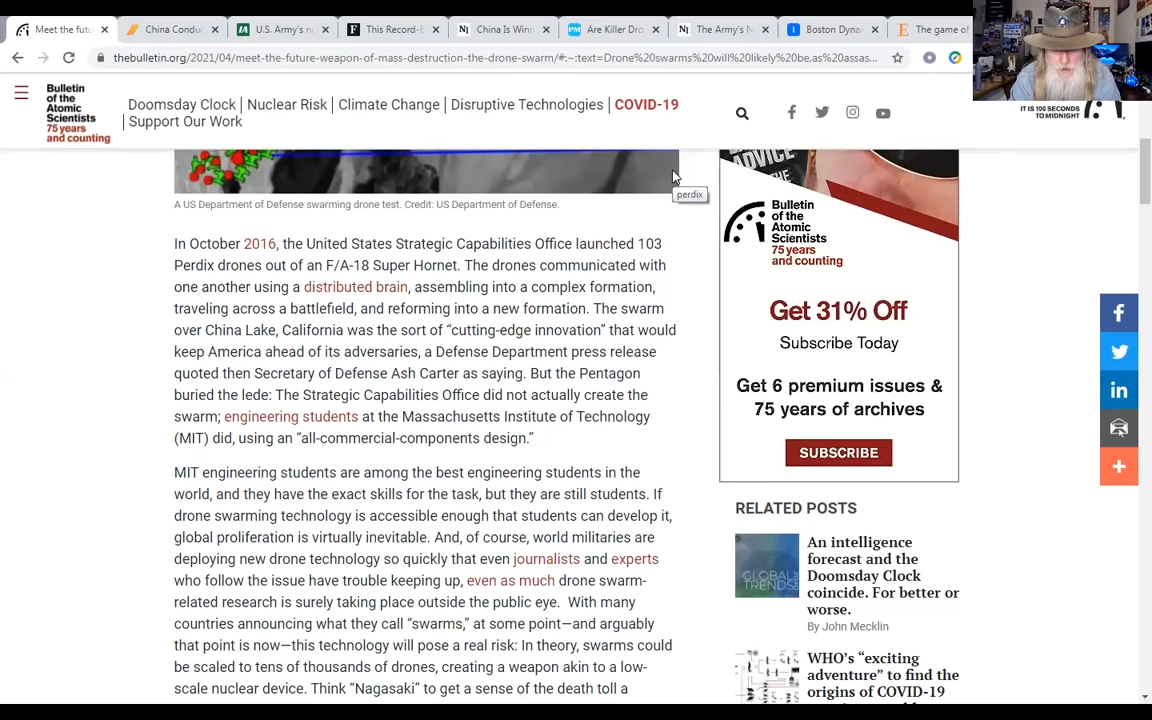 Meet the futu
China Conduc
U.S. Army's n
This Record-B
China Is Winn
Are Killer Dro
The Army's N
Boston Dyna
The game of
thebulletin.org/2021/04/meet-the-future-weapon-of-mass-destruction-the-drone-swarm/#:~:text=Drone%20swarms%20will%20likely%20be,as%20assas...
Bulletin
of the
Atomic
Scientists
75 years
and counting
Doomsday Clock | Nuclear Risk | Climate Change | Disruptive Technologies | COVID-19
| Support Our Work
IT IS 100 SECONDS
TO MIDNIGHT
perdix
A US Department of Defense swarming drone test. Credit: US Department of Defense.
In October 2016, the United States Strategic Capabilities Office launched 103
Perdix drones out of an F/A-18 Super Hornet. The drones communicated with
one another using a distributed brain, assembling into a complex formation,
traveling across a battlefield, and reforming into a new formation. The swarm
over China Lake, California was the sort of “cutting-edge innovation” that would
keep America ahead of its adversaries, a Defense Department press release
quoted then Secretary of Defense Ash Carter as saying. But the Pentagon
buried the lede: The Strategic Capabilities Office did not actually create the
swarm; engineering students at the Massachusetts Institute of Technology
(MIT) did, using an “all-commercial-components design.”
MIT engineering students are among the best engineering students in the
world, and they have the exact skills for the task, but they are still students. If
drone swarming technology is accessible enough that students can develop it,
global proliferation is virtually inevitable. And, of course, world militaries are
deploying new drone technology so quickly that even journalists and experts
who follow the issue have trouble keeping up, even as much drone swarm-
related research is surely taking place outside the public eye.  With many
countries announcing what they call “swarms,” at some point—and arguably
that point is now—this technology will pose a real risk: In theory, swarms could
be scaled to tens of thousands of drones, creating a weapon akin to a low-
scale nuclear device. Think “Nagasaki” to get a sense of the death toll a
ADVICE
Bulletin
of the
Atomic
Scientists
75 years
and counting
Get 31% Off
Subscribe Today
Get 6 premium issues &
75 years of archives
SUBSCRIBE
RELATED POSTS
GLOBAL
TRENDS
An intelligence
forecast and the
Doomsday Clock
coincide. For better or
worse.
By John Mecklin
WHO’s “exciting
adventure” to find the
origins of COVID-19